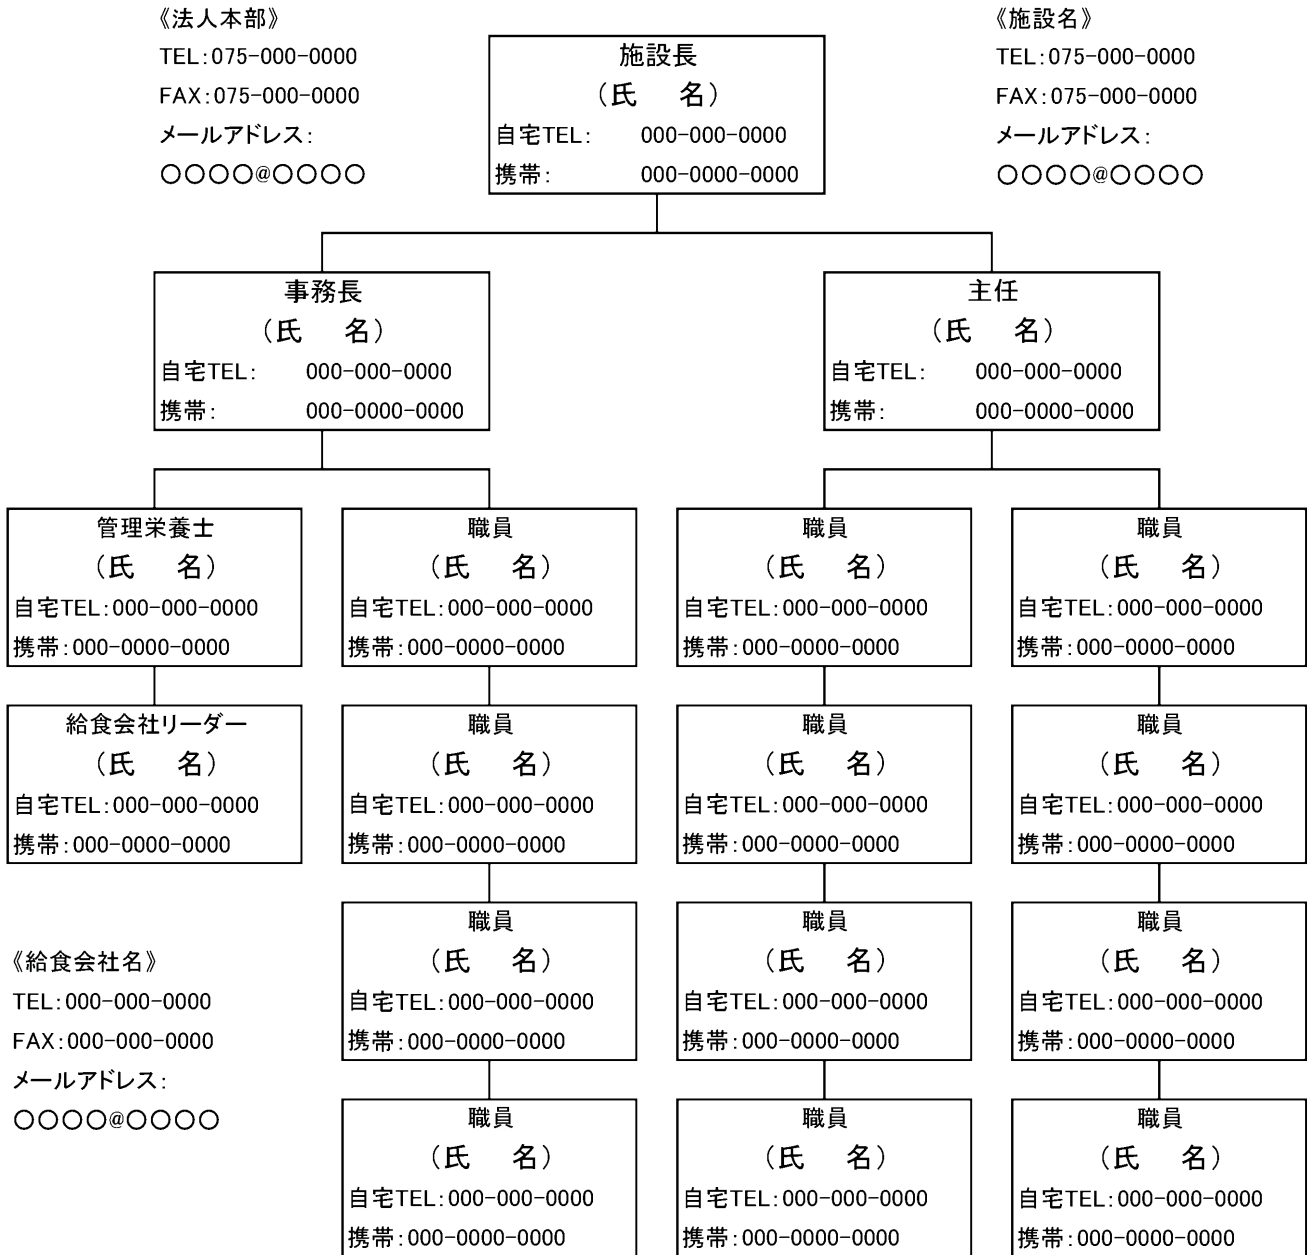 《法人本部》
TEL:075-000-0000
FAX:075-000-0000
メールアドレス:
〇〇〇〇@〇〇〇〇
施設長
（氏　名）
自宅TEL:　000-000-0000
携帯:　000-0000-0000
《施設名》
TEL:075-000-0000
FAX:075-000-0000
メールアドレス:
〇〇〇〇@〇〇〇〇
事務長
（氏　名）
自宅TEL:　000-000-0000
携帯:　000-0000-0000
主任
（氏　名）
自宅TEL:　000-000-0000
携帯:　000-0000-0000
管理栄養士
（氏　名）
自宅TEL:000-000-0000
携帯:000-0000-0000
職員
（氏　名）
自宅TEL:000-000-0000
携帯:000-0000-0000
職員
（氏　名）
自宅TEL:000-000-0000
携帯:000-0000-0000
職員
（氏　名）
自宅TEL:000-000-0000
携帯:000-0000-0000
給食会社リーダー
（氏　名）
自宅TEL:000-000-0000
携帯:000-0000-0000
職員
（氏　名）
自宅TEL:000-000-0000
携帯:000-0000-0000
職員
（氏　名）
自宅TEL:000-000-0000
携帯:000-0000-0000
職員
（氏　名）
自宅TEL:000-000-0000
携帯:000-0000-0000
《給食会社名》
TEL:000-000-0000
FAX:000-000-0000
メールアドレス:
〇〇〇〇@〇〇〇〇
職員
（氏　名）
自宅TEL:000-000-0000
携帯:000-0000-0000
職員
（氏　名）
自宅TEL:000-000-0000
携帯:000-0000-0000
職員
（氏　名）
自宅TEL:000-000-0000
携帯:000-0000-0000
職員
（氏　名）
自宅TEL:000-000-0000
携帯:000-0000-0000
職員
（氏　名）
自宅TEL:000-000-0000
携帯:000-0000-0000
職員
（氏　名）
自宅TEL:000-000-0000
携帯:000-0000-0000